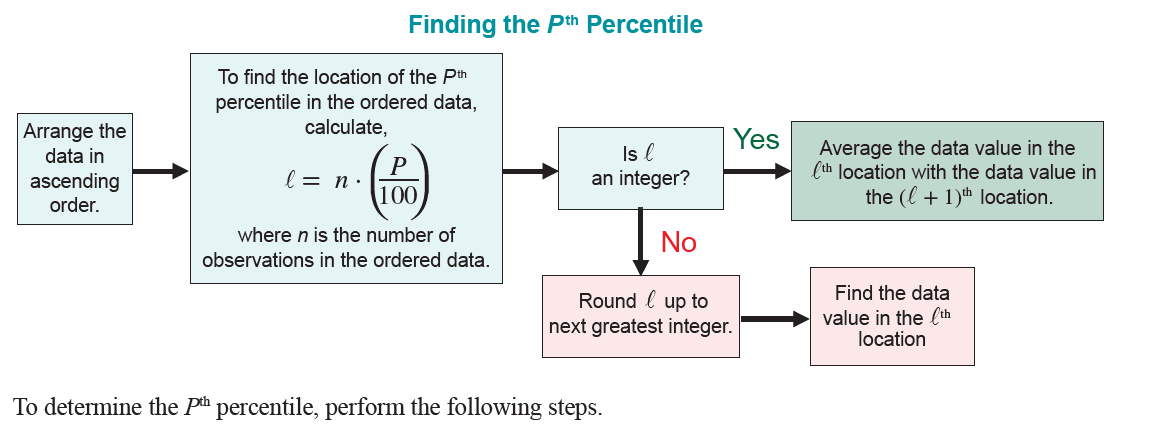 Finding the Pth Percentile
Arrange the
data in
ascending
order.
To find the location of the Pth
percentile in the ordered data,
calculate,
ℓ = n · (P/100)
where n is the number of
observations in the ordered data.
Is ℓ
an integer?
Yes
Average the data value in the
ℓth location with the data value in
the (ℓ + 1)th location.
No
Round ℓ up to
next greatest integer.
Find the data
value in the ℓth
location
To determine the Pth percentile, perform the following steps.